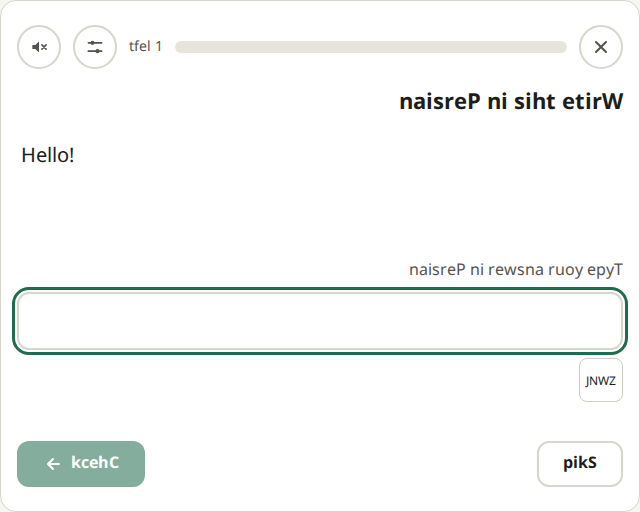 tfel 1
naisreP ni siht etirW
Hello!
naisreP ni rewsna ruoy epyT
JNWZ
kcehC
pikS